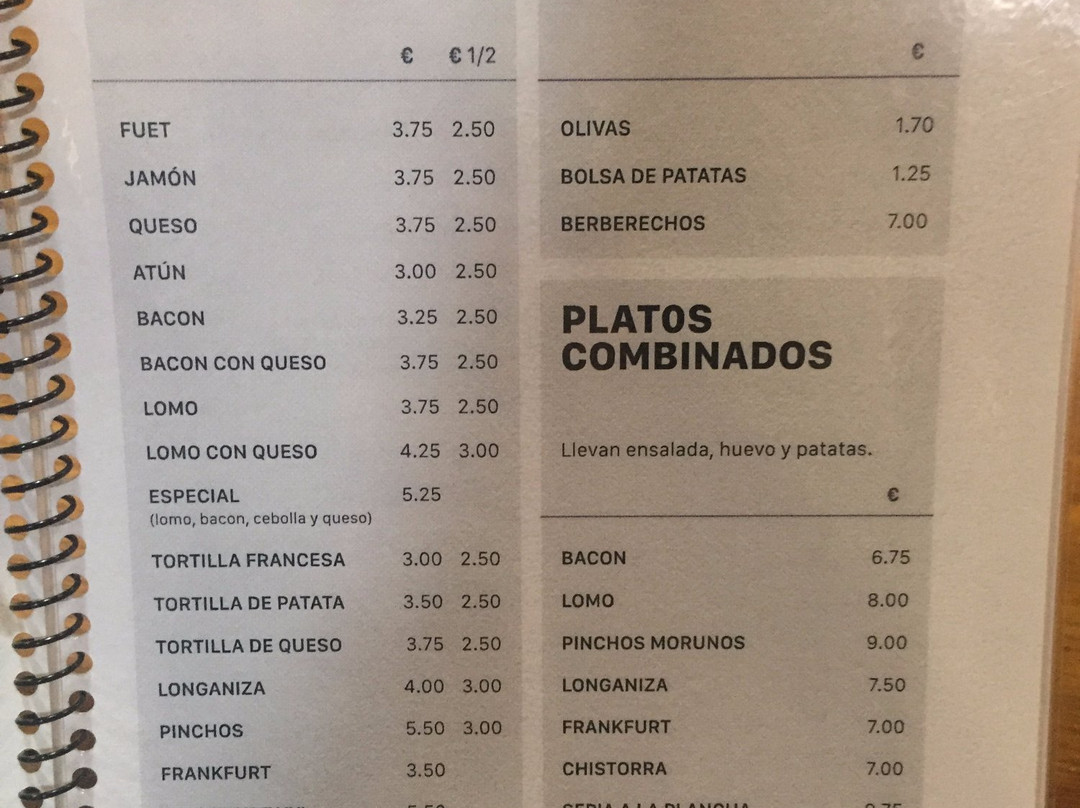 € € 1/2
FUET 3.75 2.50
JAMÓN 3.75 2.50
QUESO 3.75 2.50
ATÚN 3.00 2.50
BACON 3.25 2.50
BACON CON QUESO 3.75 2.50
LOMO 3.75 2.50
LOMO CON QUESO 4.25 3.00
ESPECIAL 5.25
(lomo, bacon, cebolla y queso)
TORTILLA FRANCESA 3.00 2.50
TORTILLA DE PATATA 3.50 2.50
TORTILLA DE QUESO 3.75 2.50
LONGANIZA 4.00 3.00
PINCHOS 5.50 3.00
FRANKFURT 3.50
€
OLIVAS 1.70
BOLSA DE PATATAS 1.25
BERBERECHOS 7.00
PLATOS
COMBINADOS
Llevan ensalada, huevo y patatas.
€
BACON 6.75
LOMO 8.00
PINCHOS MORUNOS 9.00
LONGANIZA 7.50
FRANKFURT 7.00
CHISTORRA 7.00